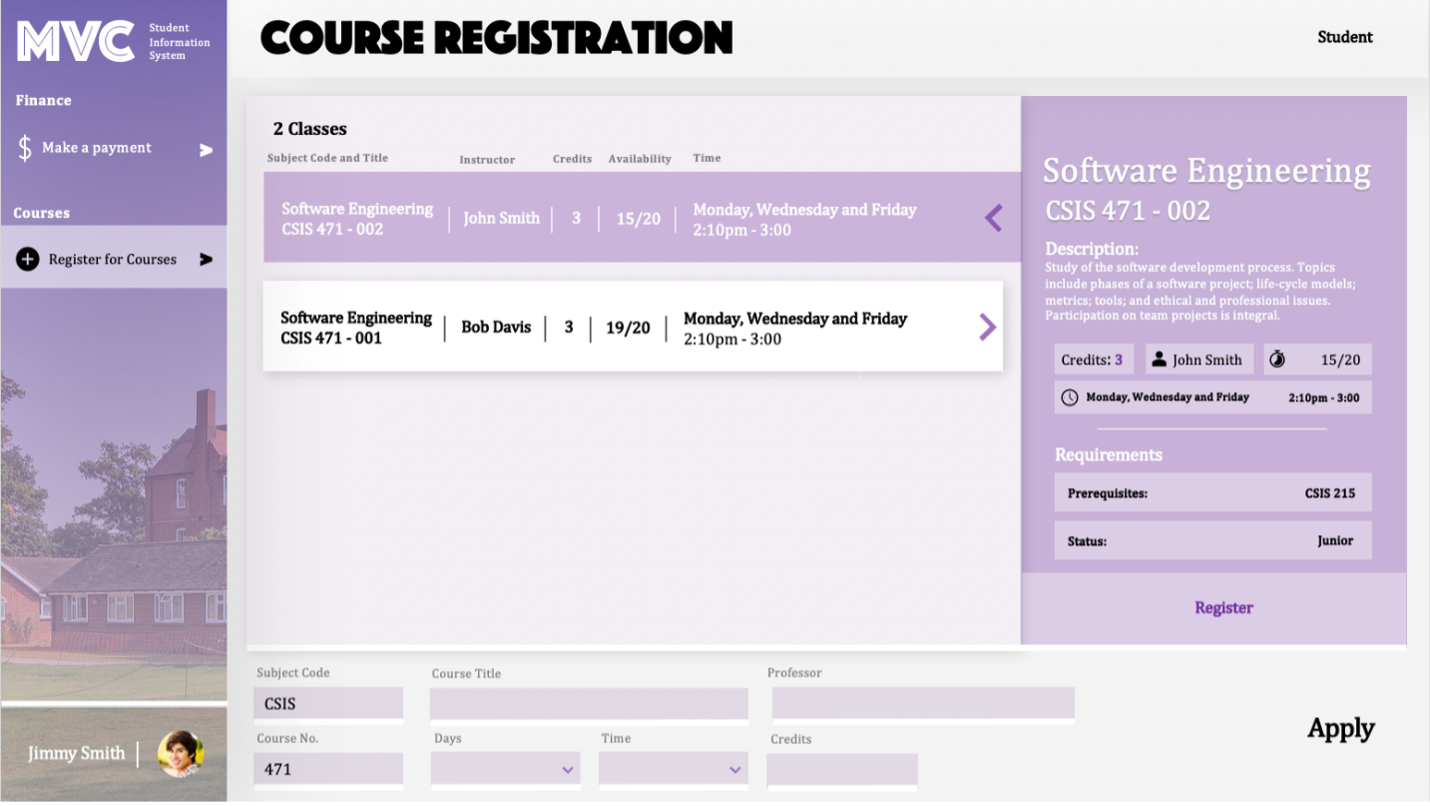 MVC
Student
Information
System
Finance
$ Make a payment
Courses
Register for Courses
Jimmy Smith
COURSE REGISTRATION
Student
2 Classes
Subject Code and Title Instructor Credits Availability Time
Software Engineering
CSIS 471 - 002
John Smith
3
15/20
Monday, Wednesday and Friday
2:10pm - 3:00
Software Engineering
CSIS 471 - 001
Bob Davis
3
19/20
Monday, Wednesday and Friday
2:10pm - 3:00
Software Engineering
CSIS 471 - 002
Description:
Study of the software development process. Topics
include phases of a software project; life-cycle models;
metrics; tools; and ethical and professional issues.
Participation on team projects is integral.
Credits: 3 John Smith 15/20
Monday, Wednesday and Friday 2:10pm - 3:00
Requirements
Prerequisites: CSIS 215
Status: Junior
Register
Subject Code Course Title Professor
CSIS
Course No. Days Time Credits
471
Apply